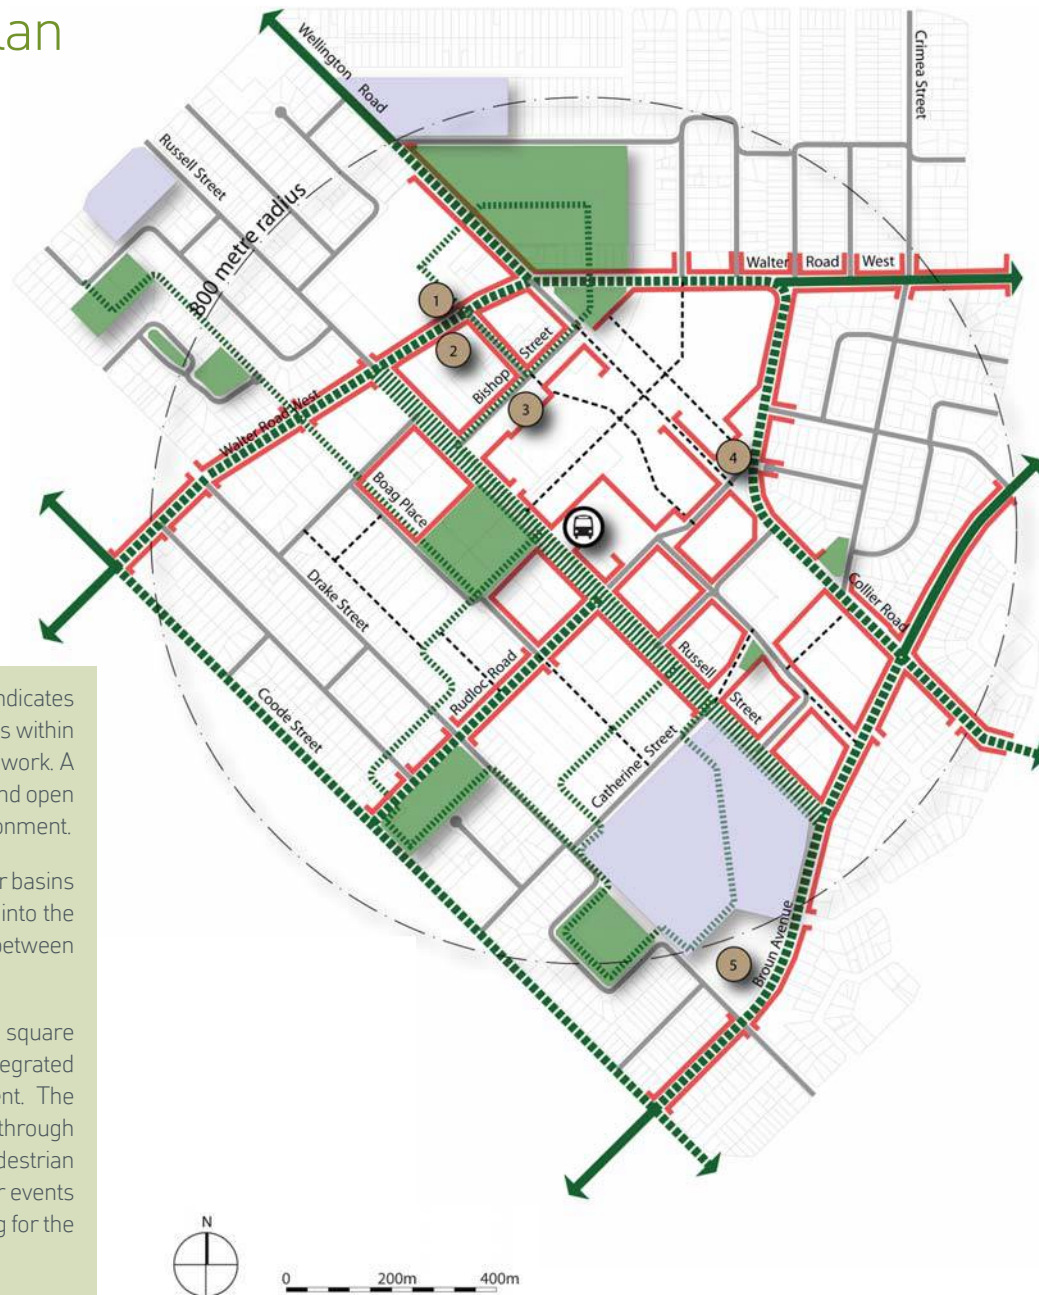 lan
Wellington Road
Crimea Street
Russell Street
800 metre radius
Walter Road West
1
2
Bishop Street
3
Walter Road West
4
Boag Place
Drake Street
Collier Road
Rudloc Road
Russell Street
Coode Street
Catherine Street
Broun Avenue
5
ndicates
s within
work. A
nd open
onment.
r basins
into the
between
square
egrated
nt. The
through
destrian
r events
g for the
N
0 200m 400m